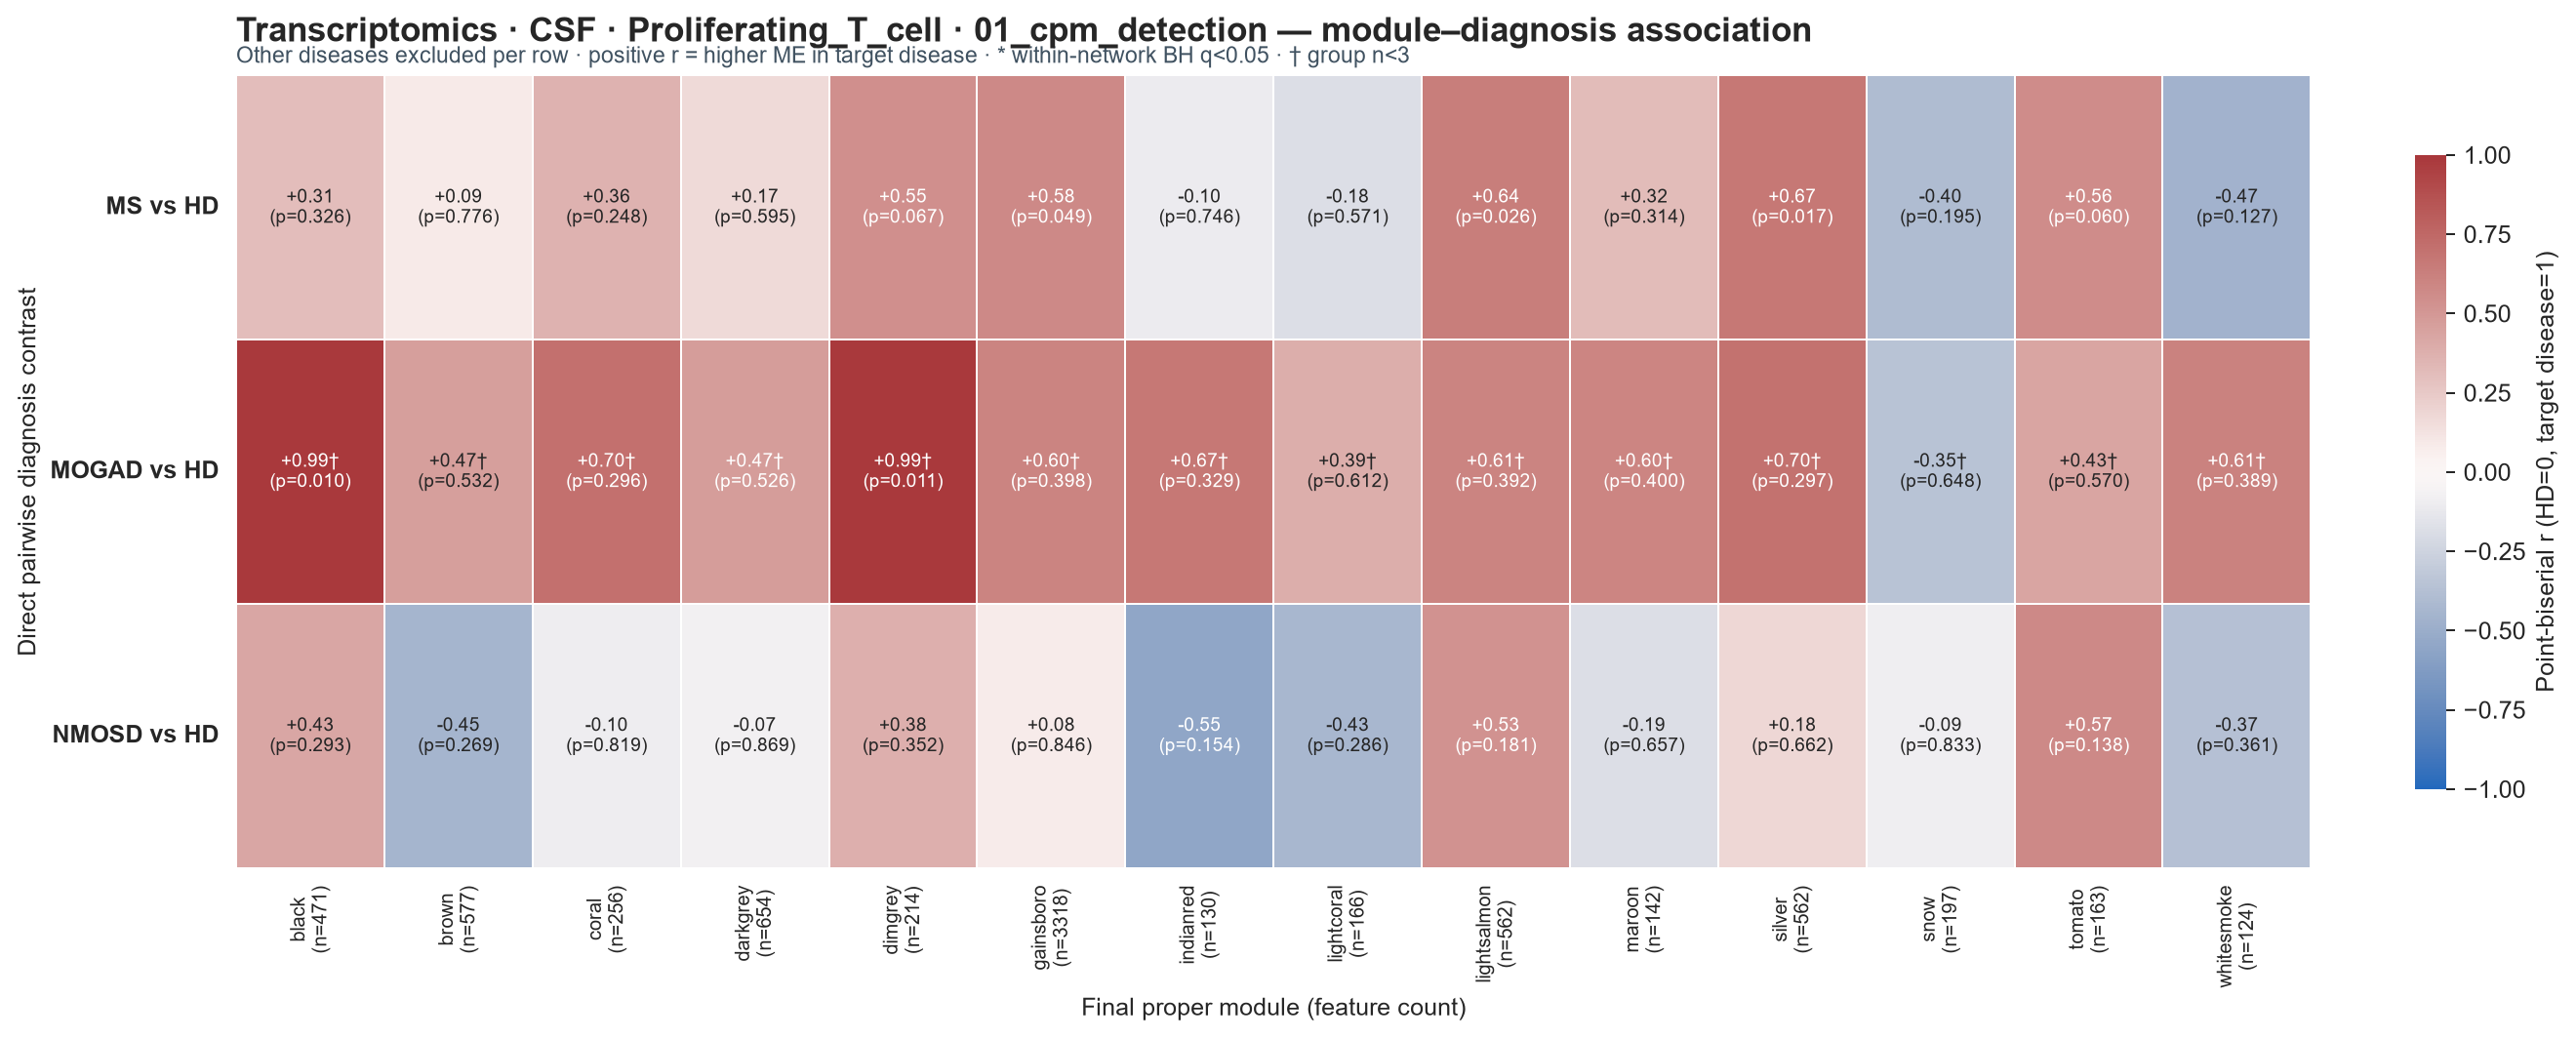 Transcriptomics · CSF · Proliferating_T_cell · 01_cpm_detection — module–diagnosis association
Other diseases excluded per row · positive r = higher ME in target disease · * within-network BH q<0.05 · † group n<3
Direct pairwise diagnosis contrast
MS vs HD
+0.31
(p=0.326)
+0.09
(p=0.776)
+0.36
(p=0.248)
+0.17
(p=0.595)
+0.55
(p=0.067)
+0.58
(p=0.049)
-0.10
(p=0.746)
-0.18
(p=0.571)
+0.64
(p=0.026)
+0.32
(p=0.314)
+0.67
(p=0.017)
-0.40
(p=0.195)
+0.56
(p=0.060)
-0.47
(p=0.127)
MOGAD vs HD
+0.99†
(p=0.010)
+0.47†
(p=0.532)
+0.70†
(p=0.296)
+0.47†
(p=0.526)
+0.99†
(p=0.011)
+0.60†
(p=0.398)
+0.67†
(p=0.329)
+0.39†
(p=0.612)
+0.61†
(p=0.392)
+0.60†
(p=0.400)
+0.70†
(p=0.297)
-0.35†
(p=0.648)
+0.43†
(p=0.570)
+0.61†
(p=0.389)
NMOSD vs HD
+0.43
(p=0.293)
-0.45
(p=0.269)
-0.10
(p=0.819)
-0.07
(p=0.869)
+0.38
(p=0.352)
+0.08
(p=0.846)
-0.55
(p=0.154)
-0.43
(p=0.286)
+0.53
(p=0.181)
-0.19
(p=0.657)
+0.18
(p=0.662)
-0.09
(p=0.833)
+0.57
(p=0.138)
-0.37
(p=0.361)
black
(n=471)
brown
(n=577)
coral
(n=256)
darkgrey
(n=654)
dimgrey
(n=214)
gainsboro
(n=3318)
indianred
(n=130)
lightcoral
(n=166)
lightsalmon
(n=562)
maroon
(n=142)
silver
(n=562)
snow
(n=197)
tomato
(n=163)
whitesmoke
(n=124)
Final proper module (feature count)
1.00
0.75
0.50
0.25
0.00
−0.25
−0.50
−0.75
−1.00
Point-biserial r (HD=0, target disease=1)